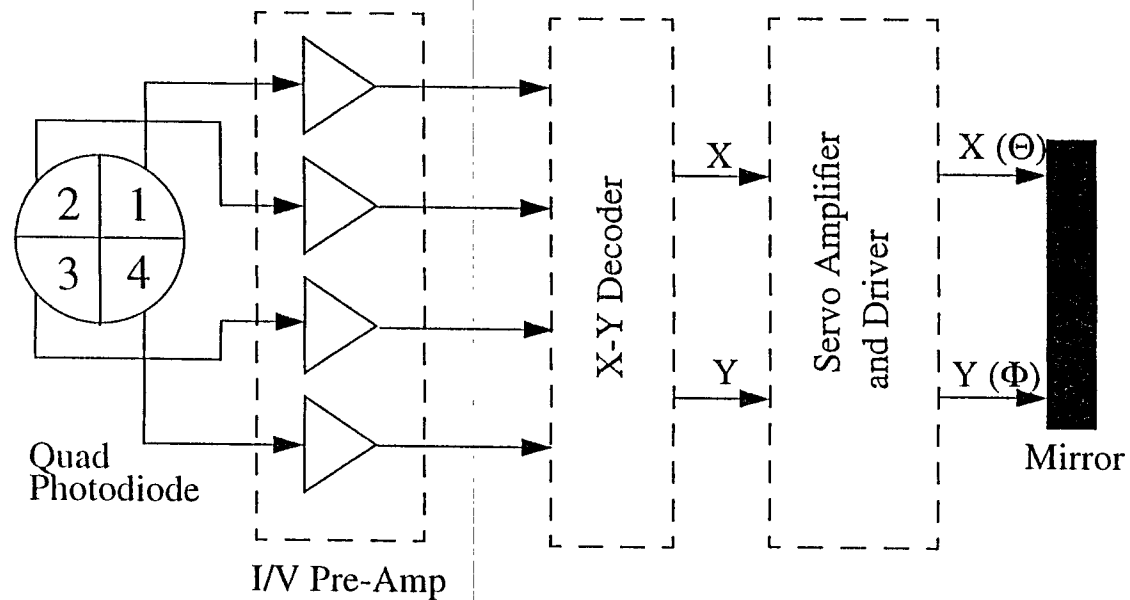 2 1
3 4
Quad
Photodiode
I/V Pre-Amp
X-Y Decoder
X
Y
Servo Amplifier
and Driver
X (Θ)
Y (Φ)
Mirror